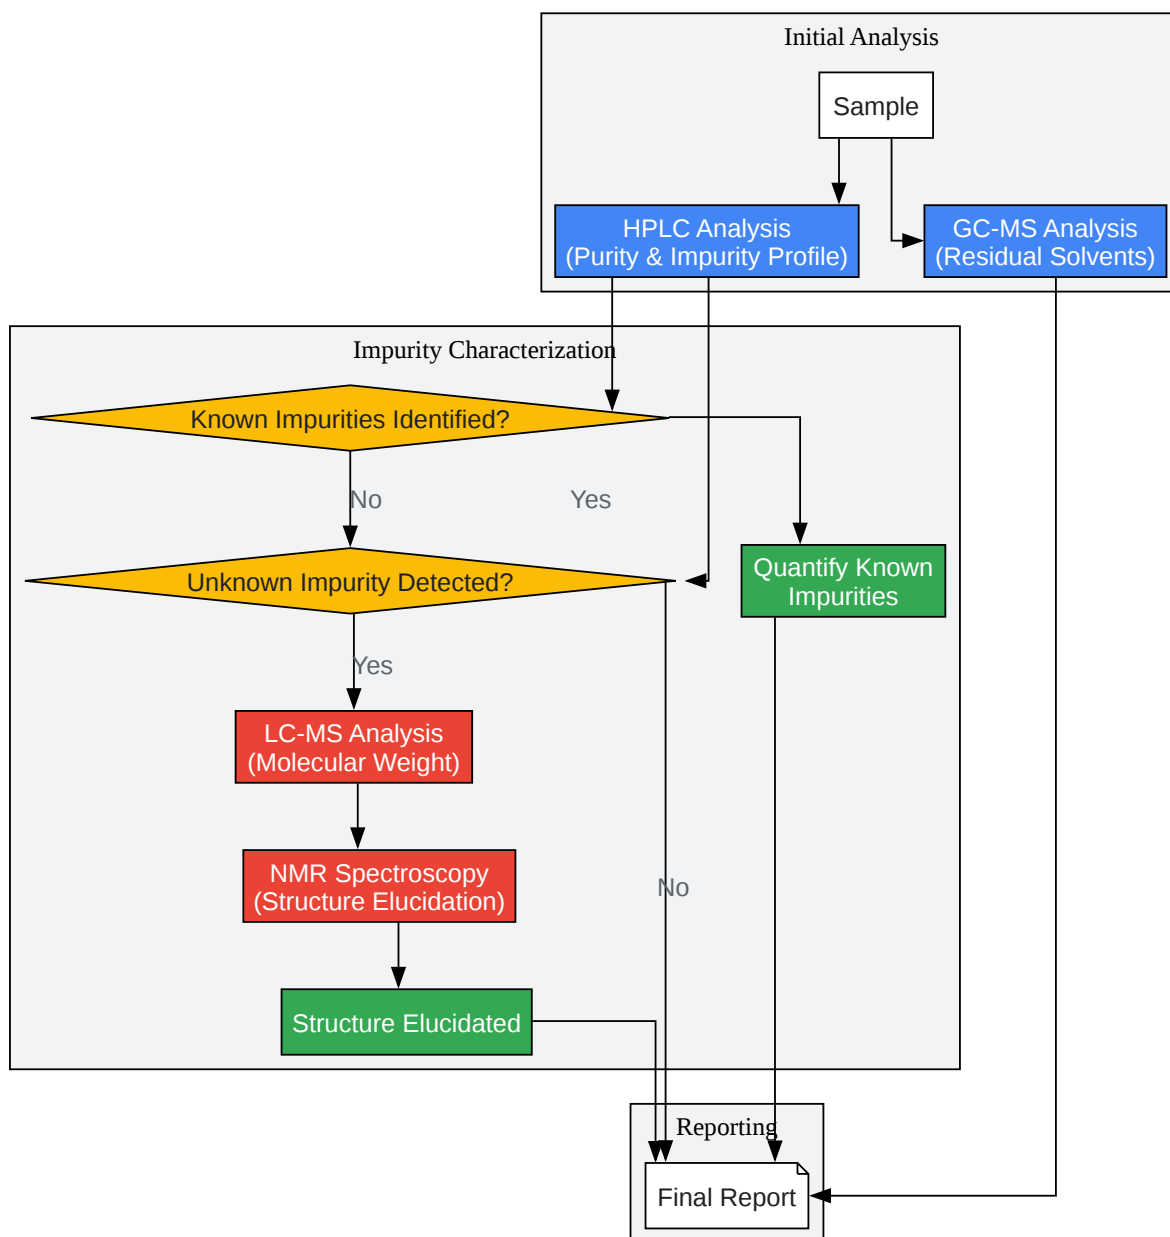 Initial Analysis
Sample
HPLC Analysis
(Purity & Impurity Profile)
GC-MS Analysis
(Residual Solvents)
Impurity Characterization
Known Impurities Identified?
No
Yes
Unknown Impurity Detected?
Quantify Known
Impurities
Yes
LC-MS Analysis
(Molecular Weight)
NMR Spectroscopy
(Structure Elucidation)
No
Structure Elucidated
Reporting
Final Report